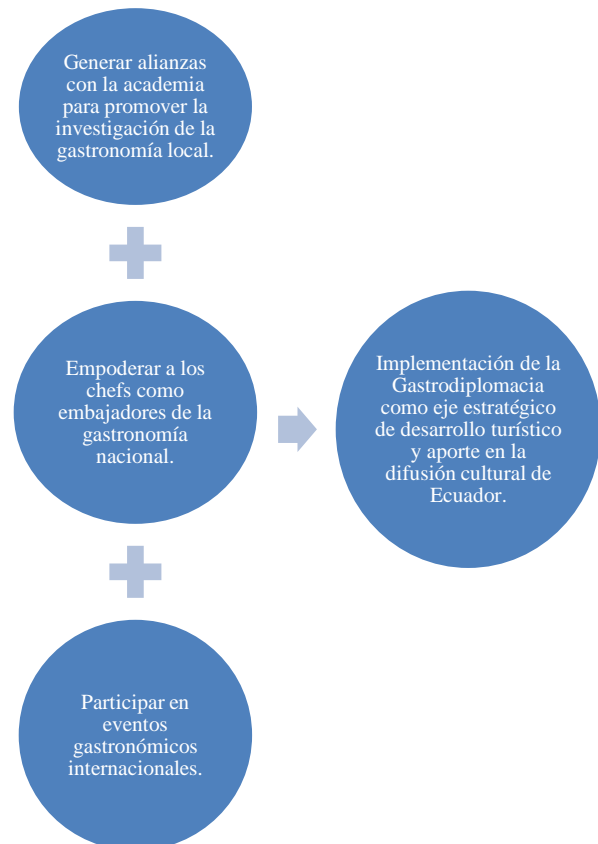 Generar alianzas
con la academia
para promover la
investigación de la
gastronomía local.
Empoderar a los
chefs como
embajadores de la
gastronomía
nacional.
Participar en
eventos
gastronómicos
internacionales.
Implementación de la
Gastrodiplomacia
como eje estratégico
de desarrollo turístico
y aporte en la
difusión cultural de
Ecuador.